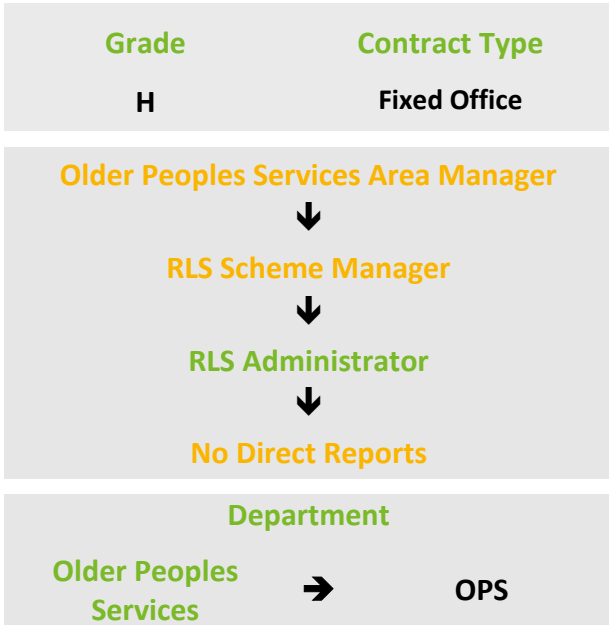 Grade Contract Type
H Fixed Office
Older Peoples Services Area Manager
RLS Scheme Manager
RLS Administrator
No Direct Reports
Department
Older Peoples
Services
OPS